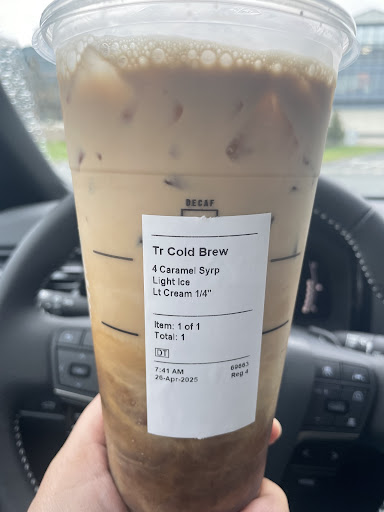 DECAF
Tr Cold Brew
4 Caramel Syrp
Light Ice
Lt Cream 1/4"
Item: 1 of 1
Total: 1
DT
7:41 AM 69663
26-Apr-2025 Reg 4